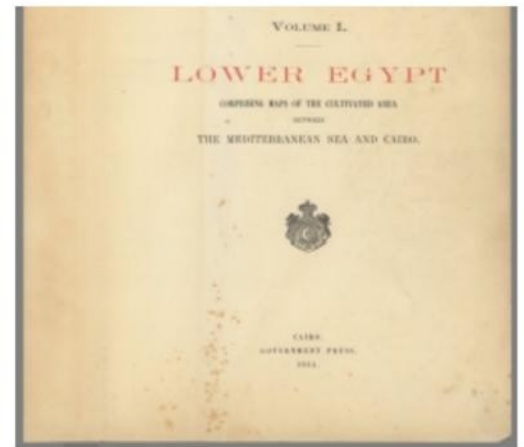 VOLUME I.
LOWER EGYPT
COMPRISING MAPS OF THE CULTIVATED AREA
BETWEEN
THE MEDITERRANEAN SEA AND CAIRO.
CAIRO.
GOVERNMENT PRESS.